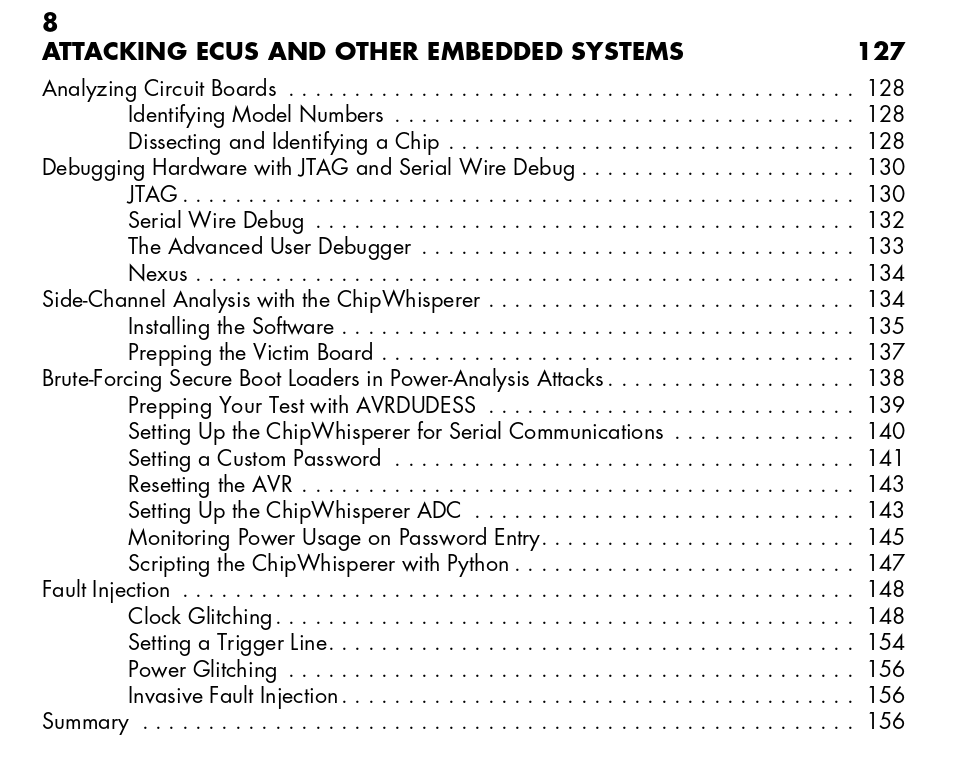 8
ATTACKING ECUS AND OTHER EMBEDDED SYSTEMS 127
Analyzing Circuit Boards . . . . . . . . . . . . . . . . . . . . . . . . . . . . . . . . . . . . . . . . . . . 128
Identifying Model Numbers . . . . . . . . . . . . . . . . . . . . . . . . . . . . . . . . . . . 128
Dissecting and Identifying a Chip . . . . . . . . . . . . . . . . . . . . . . . . . . . . . . . 128
Debugging Hardware with JTAG and Serial Wire Debug . . . . . . . . . . . . . . . . . . . . . 130
JTAG . . . . . . . . . . . . . . . . . . . . . . . . . . . . . . . . . . . . . . . . . . . . . . . . . . . 130
Serial Wire Debug . . . . . . . . . . . . . . . . . . . . . . . . . . . . . . . . . . . . . . . . . 132
The Advanced User Debugger . . . . . . . . . . . . . . . . . . . . . . . . . . . . . . . . . 133
Nexus . . . . . . . . . . . . . . . . . . . . . . . . . . . . . . . . . . . . . . . . . . . . . . . . . . 134
Side-Channel Analysis with the ChipWhisperer . . . . . . . . . . . . . . . . . . . . . . . . . . . . 134
Installing the Software . . . . . . . . . . . . . . . . . . . . . . . . . . . . . . . . . . . . . . . 135
Prepping the Victim Board . . . . . . . . . . . . . . . . . . . . . . . . . . . . . . . . . . . . 137
Brute-Forcing Secure Boot Loaders in Power-Analysis Attacks . . . . . . . . . . . . . . . . . . . 138
Prepping Your Test with AVRDUDESS . . . . . . . . . . . . . . . . . . . . . . . . . . . . 139
Setting Up the ChipWhisperer for Serial Communications . . . . . . . . . . . . . . 140
Setting a Custom Password . . . . . . . . . . . . . . . . . . . . . . . . . . . . . . . . . . . 141
Resetting the AVR . . . . . . . . . . . . . . . . . . . . . . . . . . . . . . . . . . . . . . . . . . 143
Setting Up the ChipWhisperer ADC . . . . . . . . . . . . . . . . . . . . . . . . . . . . . 143
Monitoring Power Usage on Password Entry . . . . . . . . . . . . . . . . . . . . . . . . 145
Scripting the ChipWhisperer with Python . . . . . . . . . . . . . . . . . . . . . . . . . . 147
Fault Injection . . . . . . . . . . . . . . . . . . . . . . . . . . . . . . . . . . . . . . . . . . . . . . . . . . . 148
Clock Glitching . . . . . . . . . . . . . . . . . . . . . . . . . . . . . . . . . . . . . . . . . . . . 148
Setting a Trigger Line . . . . . . . . . . . . . . . . . . . . . . . . . . . . . . . . . . . . . . . . 154
Power Glitching . . . . . . . . . . . . . . . . . . . . . . . . . . . . . . . . . . . . . . . . . . . 156
Invasive Fault Injection . . . . . . . . . . . . . . . . . . . . . . . . . . . . . . . . . . . . . . . 156
Summary . . . . . . . . . . . . . . . . . . . . . . . . . . . . . . . . . . . . . . . . . . . . . . . . . . . . . . 156